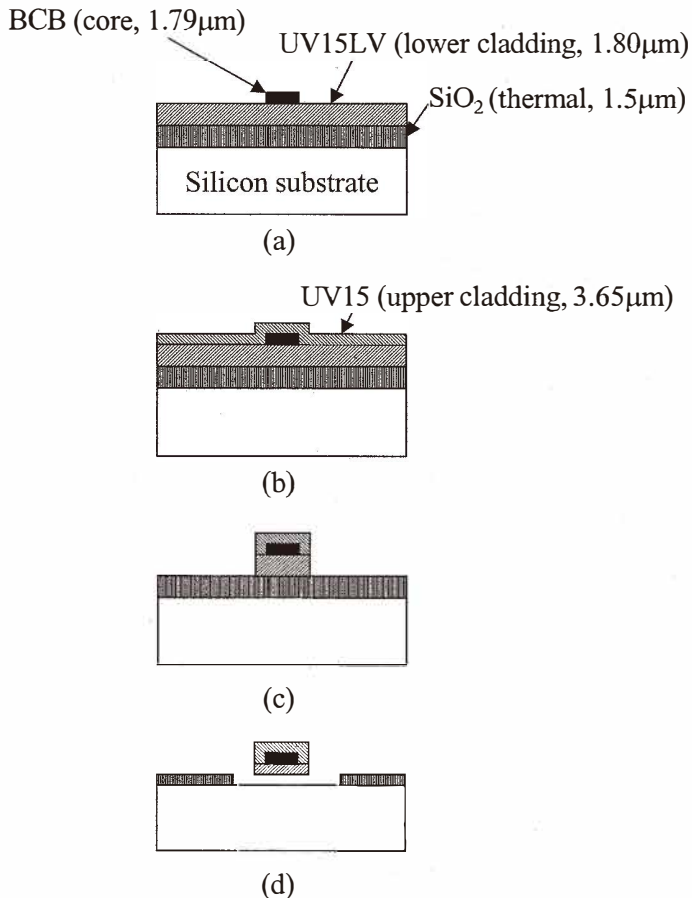 BCB (core, 1.79μm)
UV15LV (lower cladding, 1.80μm)
SiO₂ (thermal, 1.5μm)
Silicon substrate
(a)
UV15 (upper cladding, 3.65μm)
(b)
(c)
(d)